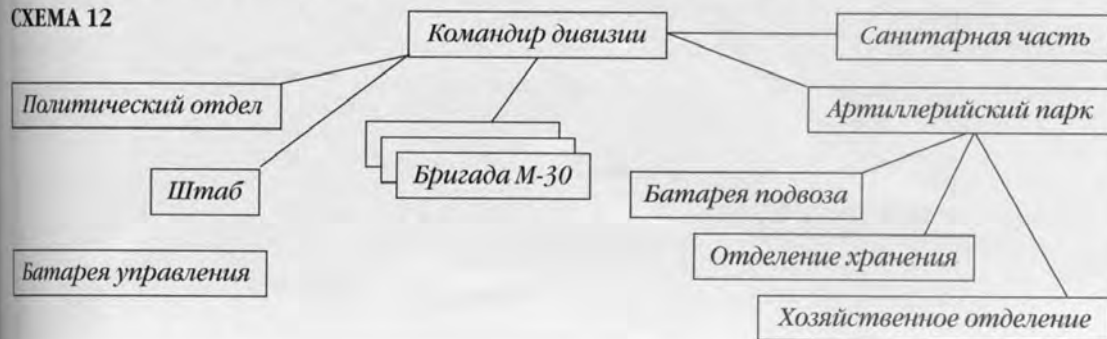 СХЕМА 12
Командир дивизии
Санитарная часть
Политический отдел
Артиллерийский парк
Штаб
Бригада М-30
Батарея подвоза
Батарея управления
Отделение хранения
Хозяйственное отделение